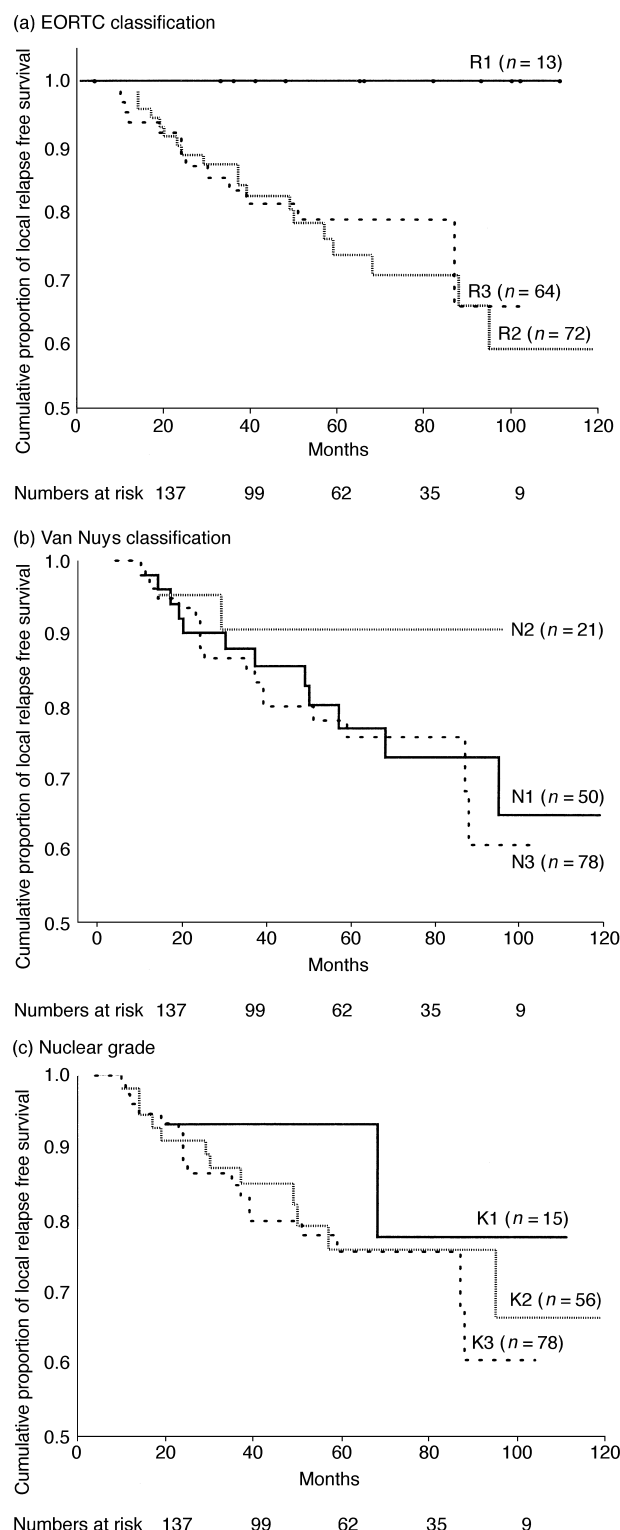 (a) EORTC classification
Cumulative proportion of local relapse free survival
R1 (n = 13)
1.0
0.9
0.8
0.7
R3 (n = 64)
0.6
R2 (n = 72)
0.5
0 20 40 60 80 100 120
Months
Numbers at risk 137 99 62 35 9
(b) Van Nuys classification
Cumulative proportion of local relapse free survival
1.0
0.9
N2 (n = 21)
0.8
0.7
N1 (n = 50)
0.6
N3 (n = 78)
0.5
0 20 40 60 80 100 120
Months
Numbers at risk 137 99 62 35 9
(c) Nuclear grade
Cumulative proportion of local relapse free survival
1.0
0.9
0.8
K1 (n = 15)
0.7
K2 (n = 56)
K3 (n = 78)
0.6
0.5
0 20 40 60 80 100 120
Months
Numbers at risk 137 99 62 35 9